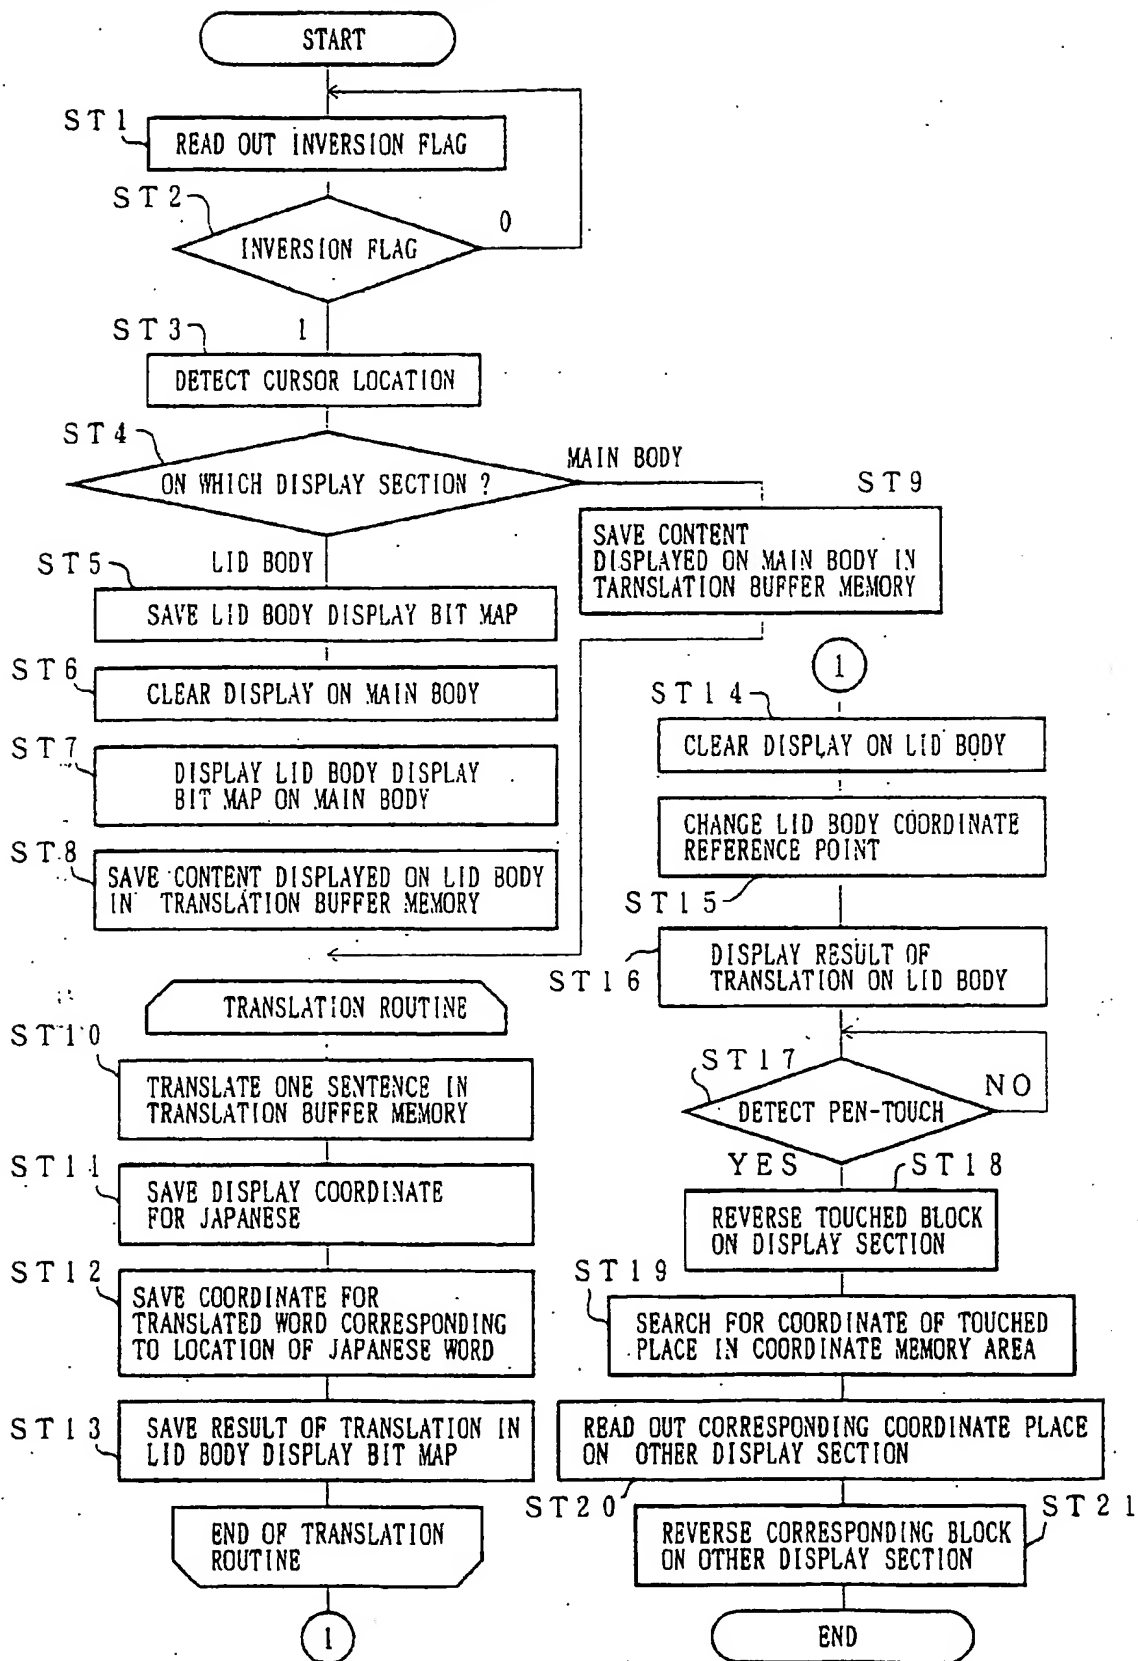 START
ST1
READ OUT INVERSION FLAG
ST2
0
INVERSION FLAG
1
ST3
DETECT CURSOR LOCATION
ST4
MAIN BODY
ON WHICH DISPLAY SECTION ?
ST9
SAVE CONTENT
DISPLAYED ON MAIN BODY IN
TARNSLATION BUFFER MEMORY
LID BODY
ST5
SAVE LID BODY DISPLAY BIT MAP
ST6
CLEAR DISPLAY ON MAIN BODY
ST7
DISPLAY LID BODY DISPLAY
BIT MAP ON MAIN BODY
ST8
SAVE CONTENT DISPLAYED ON LID BODY
IN TRANSLATION BUFFER MEMORY
TRANSLATION ROUTINE
ST10
TRANSLATE ONE SENTENCE IN
TRANSLATION BUFFER MEMORY
ST11
SAVE DISPLAY COORDINATE
FOR JAPANESE
ST12
SAVE COORDINATE FOR
TRANSLATED WORD CORRESPONDING
TO LOCATION OF JAPANESE WORD
ST13
SAVE RESULT OF TRANSLATION IN
LID BODY DISPLAY BIT MAP
END OF TRANSLATION
ROUTINE
1
1
ST14
CLEAR DISPLAY ON LID BODY
CHANGE LID BODY COORDINATE
REFERENCE POINT
ST15
DISPLAY RESULT OF
TRANSLATION ON LID BODY
ST16
ST17
NO
DETECT PEN-TOUCH
YES
ST18
REVERSE TOUCHED BLOCK
ON DISPLAY SECTION
ST19
SEARCH FOR COORDINATE OF TOUCHED
PLACE IN COORDINATE MEMORY AREA
READ OUT CORRESPONDING COORDINATE PLACE
ON OTHER DISPLAY SECTION
ST20
ST21
REVERSE CORRESPONDING BLOCK
ON OTHER DISPLAY SECTION
END